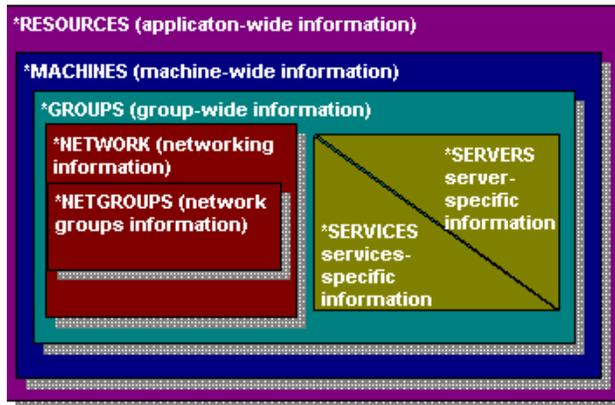 *RESOURCES (applicaton-wide information)
*MACHINES (machine-wide information)
*GROUPS (group-wide information)
*NETWORK (networking
information)
*NETGROUPS (network
groups information)
*SERVERS
server-
specific
information
*SERVICES
services-
specific
information